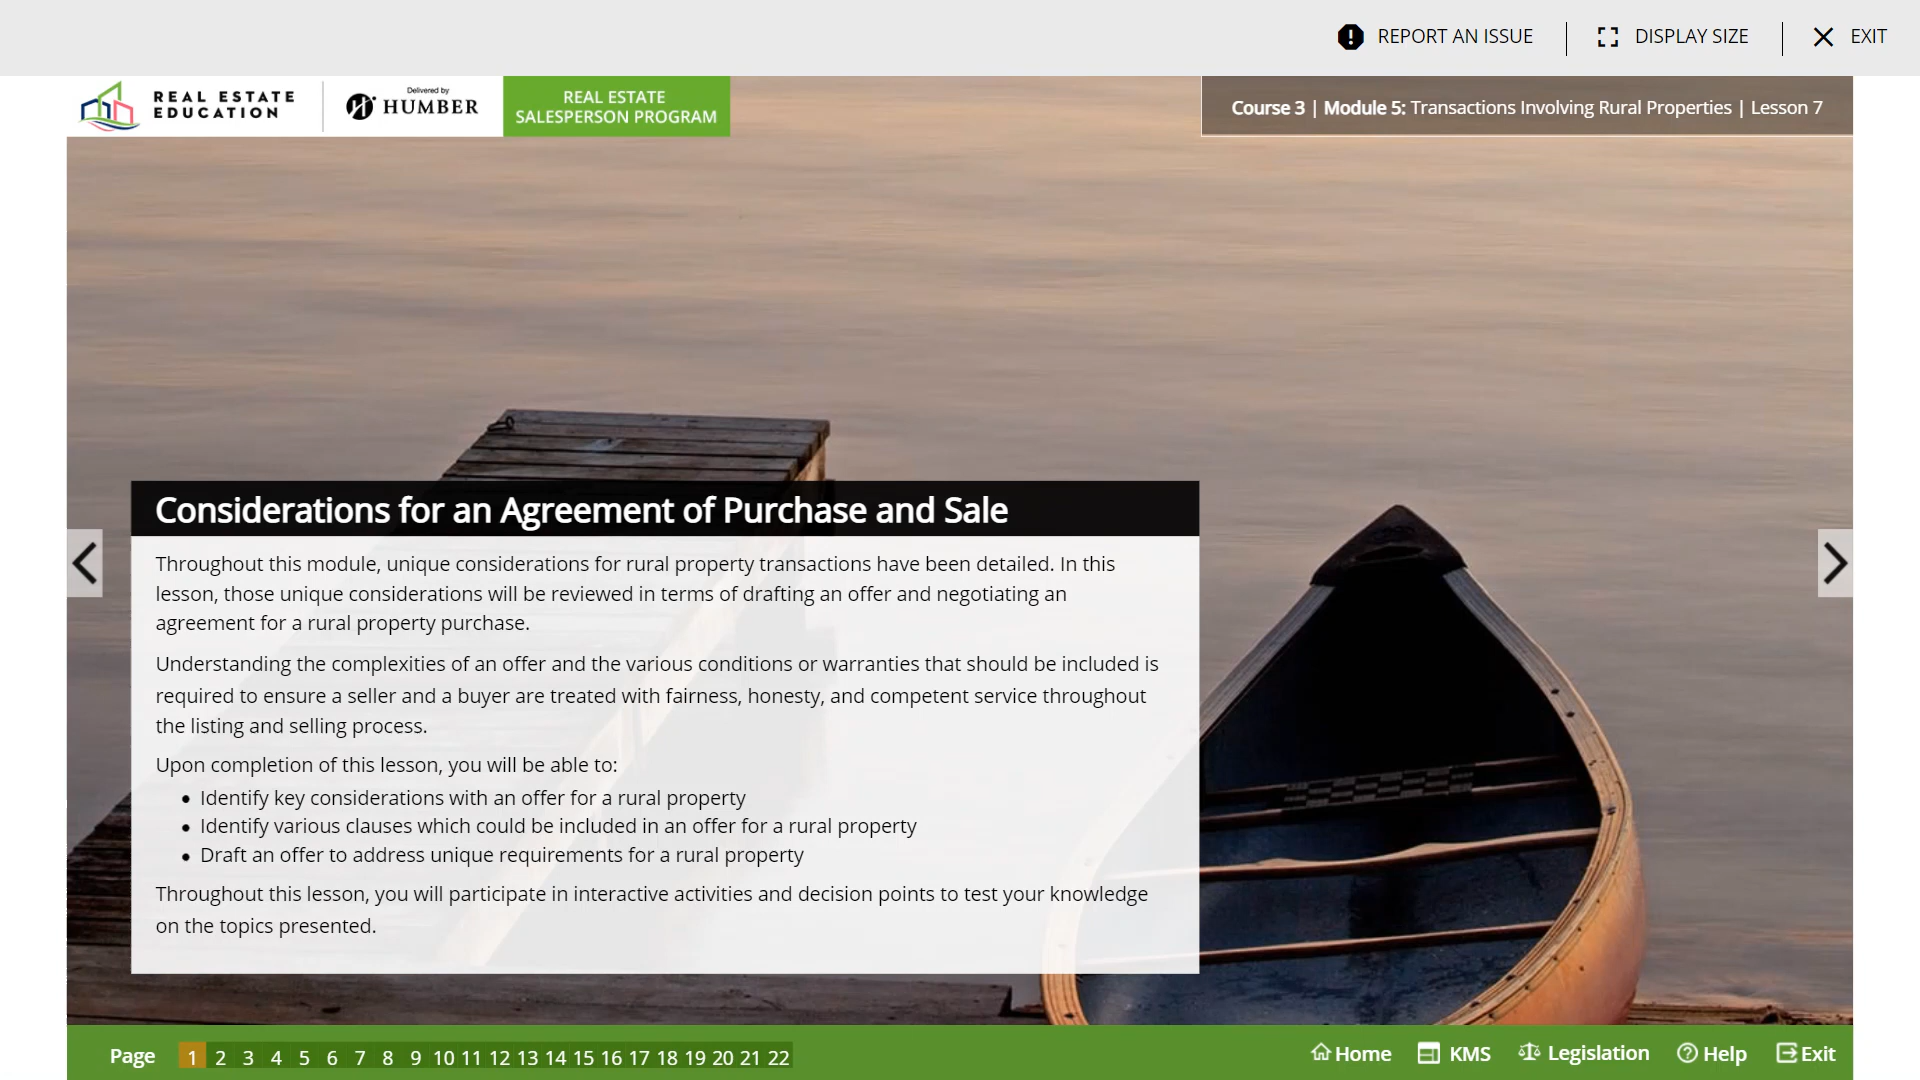 REPORT AN ISSUE
DISPLAY SIZE
EXIT
REAL ESTATE
EDUCATION
Delivered by
HUMBER
REAL ESTATE
SALESPERSON PROGRAM
Course 3 | Module 5: Transactions Involving Rural Properties | Lesson 7
Considerations for an Agreement of Purchase and Sale
Throughout this module, unique considerations for rural property transactions have been detailed. In this
lesson, those unique considerations will be reviewed in terms of drafting an offer and negotiating an
agreement for a rural property purchase.
Understanding the complexities of an offer and the various conditions or warranties that should be included is
required to ensure a seller and a buyer are treated with fairness, honesty, and competent service throughout
the listing and selling process.
Upon completion of this lesson, you will be able to:
• Identify key considerations with an offer for a rural property
• Identify various clauses which could be included in an offer for a rural property
• Draft an offer to address unique requirements for a rural property
Throughout this lesson, you will participate in interactive activities and decision points to test your knowledge
on the topics presented.
Page 1 2 3 4 5 6 7 8 9 10 11 12 13 14 15 16 17 18 19 20 21 22
Home
KMS
Legislation
Help
Exit